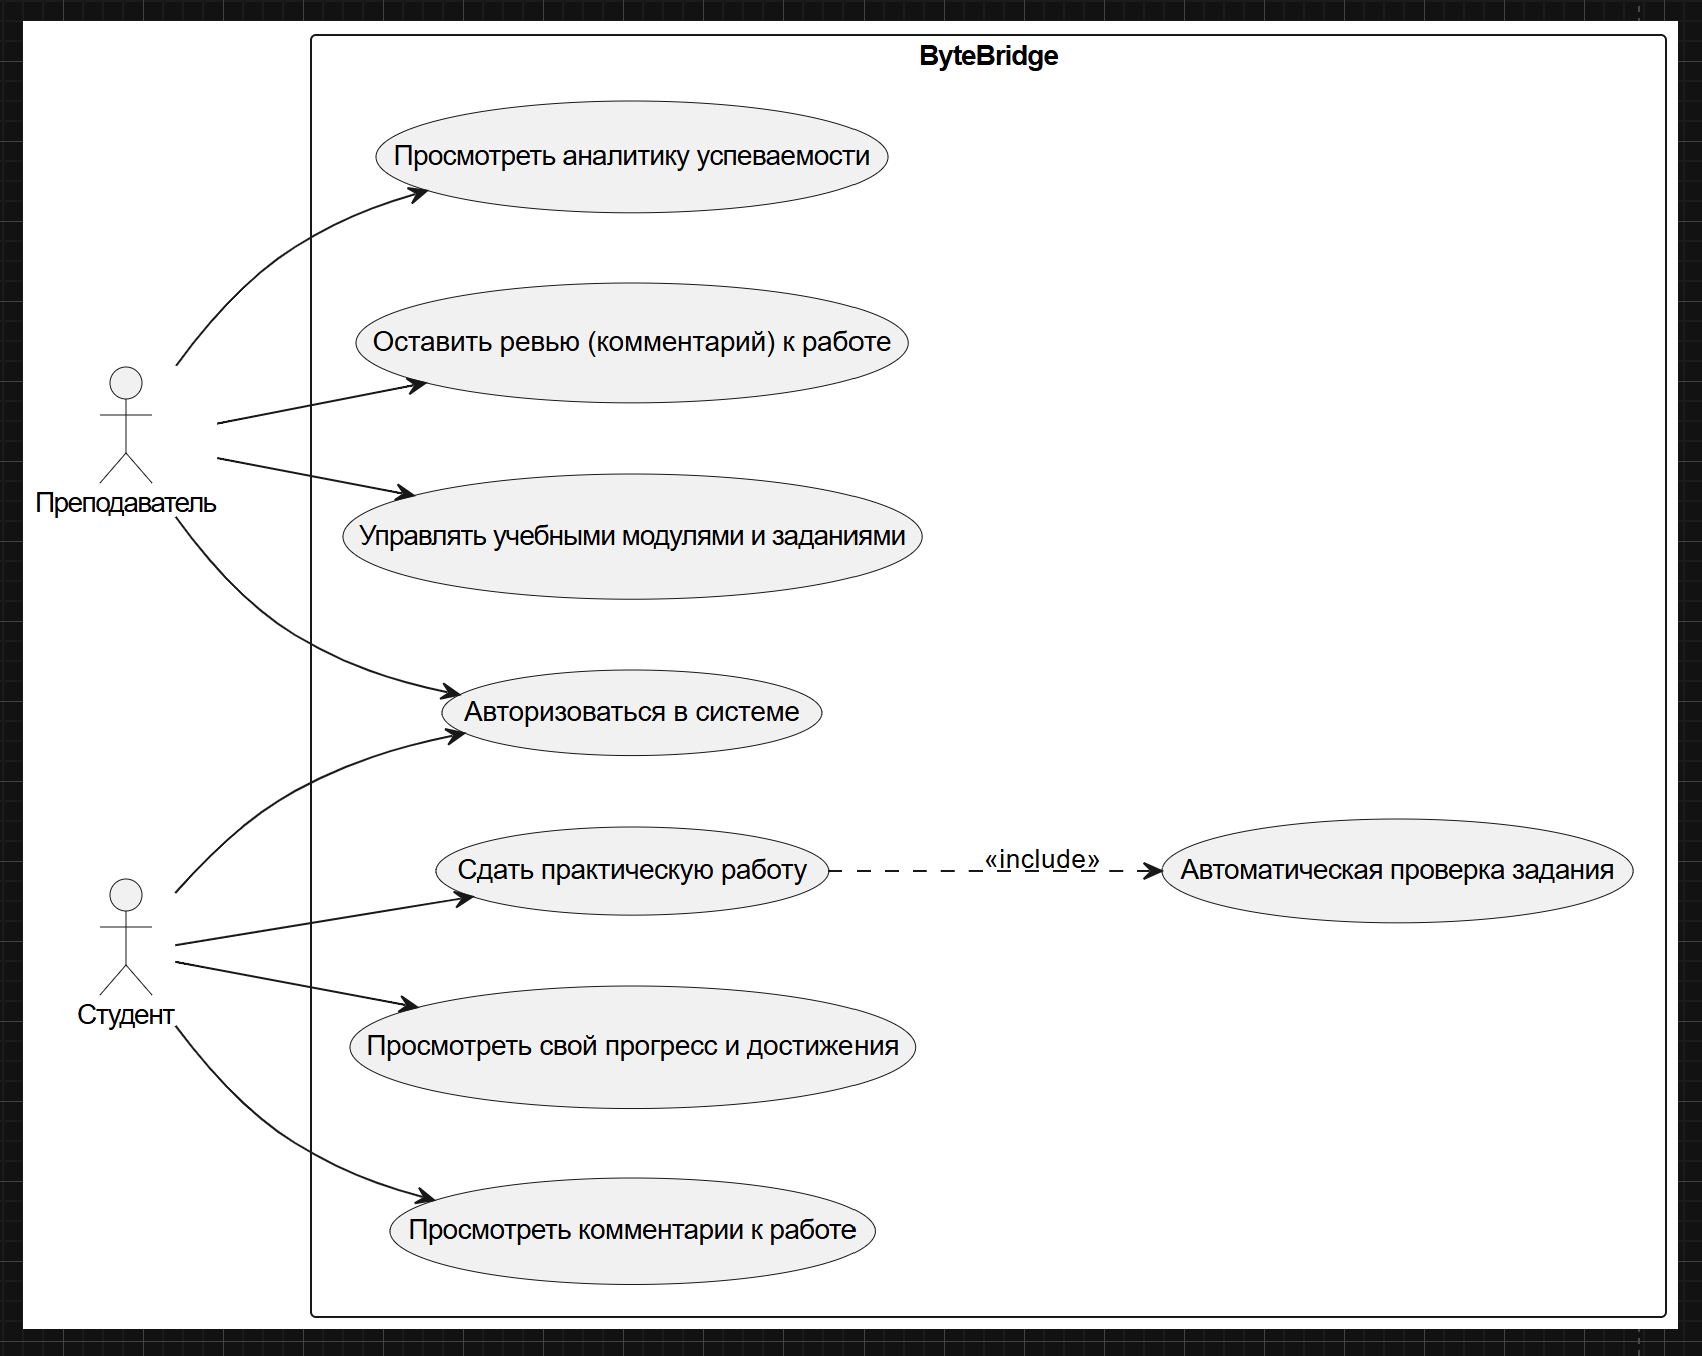 ByteBridge
Просмотреть аналитику успеваемости
Оставить ревью (комментарий) к работе
Преподаватель
Управлять учебными модулями и заданиями
Авторизоваться в системе
Сдать практическую работу
«include»
Автоматическая проверка задания
Студент
Просмотреть свой прогресс и достижения
Просмотреть комментарии к работе